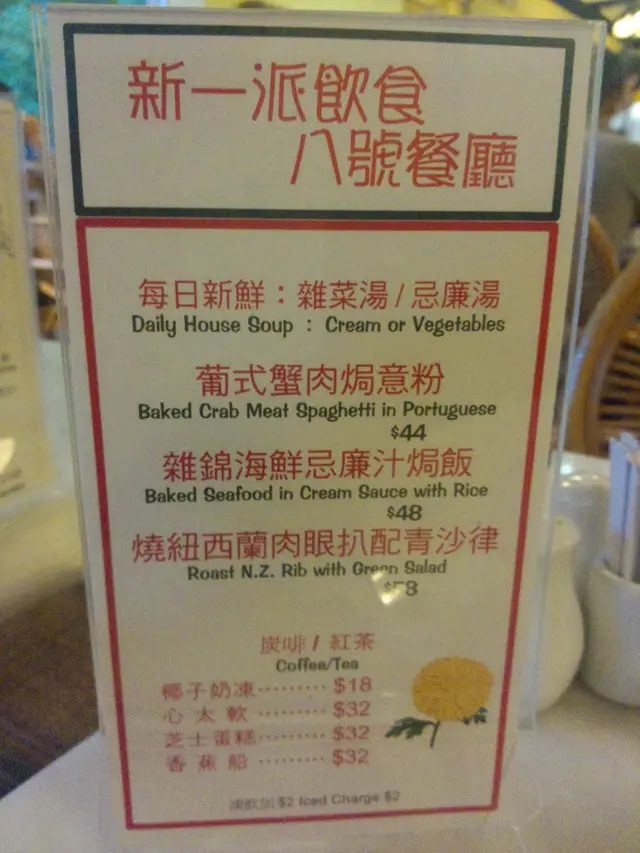 新一派飲食
八號餐廳
每日新鮮：雜菜湯/忌廉湯
Daily House Soup : Cream or Vegetables
葡式蟹肉焗意粉
Baked Crab Meat Spaghetti in Portuguese
$44
雜錦海鮮忌廉汁焗飯
Baked Seafood in Cream Sauce with Rice
$48
燒紐西蘭肉眼扒配青沙律
Roast N.Z. Rib with Green Salad
炭啡/紅茶
Coffee/Tea
椰子奶凍········· $18
心太軟 ········· $32
芝士蛋糕········· $32
香蕉船 ········· $32
凍飲加 $2 Iced Charge $2